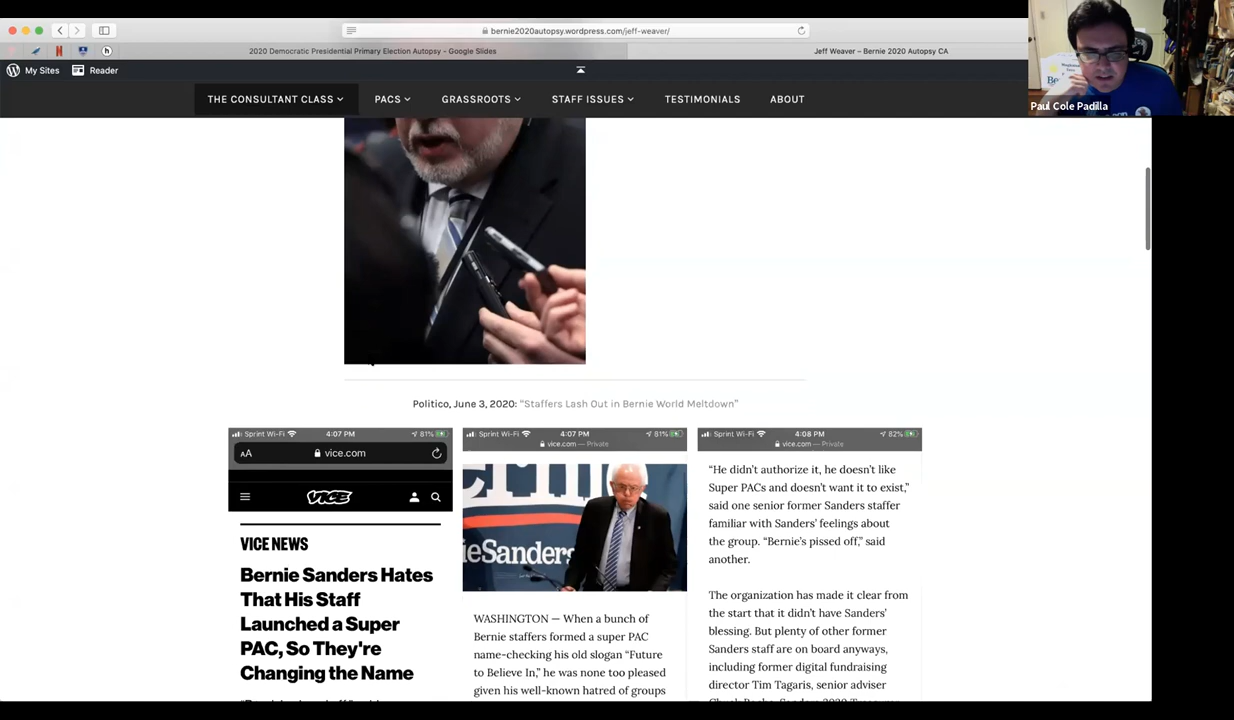 bernie2020autopsy.wordpress.com/jeff-weaver/
2020 Democratic Presidential Primary Election Autopsy - Google Slides
Jeff Weaver – Bernie 2020 Autopsy CA
My Sites
Reader
THE CONSULTANT CLASS
PACS
GRASSROOTS
STAFF ISSUES
TESTIMONIALS
ABOUT
Paul Cole Padilla
Politico, June 3, 2020: “Staffers Lash Out in Bernie World Meltdown”
Sprint Wi-Fi 4:07 PM 81%
AA vice.com
VICE
VICE NEWS
Bernie Sanders Hates
That His Staff
Launched a Super
PAC, So They're
Changing the Name
Sprint Wi-Fi 4:07 PM 81%
vice.com — Private
ieSanders
WASHINGTON — When a bunch of
Bernie staffers formed a super PAC
name-checking his old slogan “Future
to Believe In,” he was none too pleased
given his well-known hatred of groups
Sprint Wi-Fi 4:08 PM 82%
vice.com — Private
“He didn’t authorize it, he doesn’t like
Super PACs and doesn’t want it to exist,”
said one senior former Sanders staffer
familiar with Sanders’ feelings about
the group. “Bernie’s pissed off,” said
another.
The organization has made it clear from
the start that it didn’t have Sanders’
blessing. But plenty of other former
Sanders staff are on board anyways,
including former digital fundraising
director Tim Tagaris, senior adviser